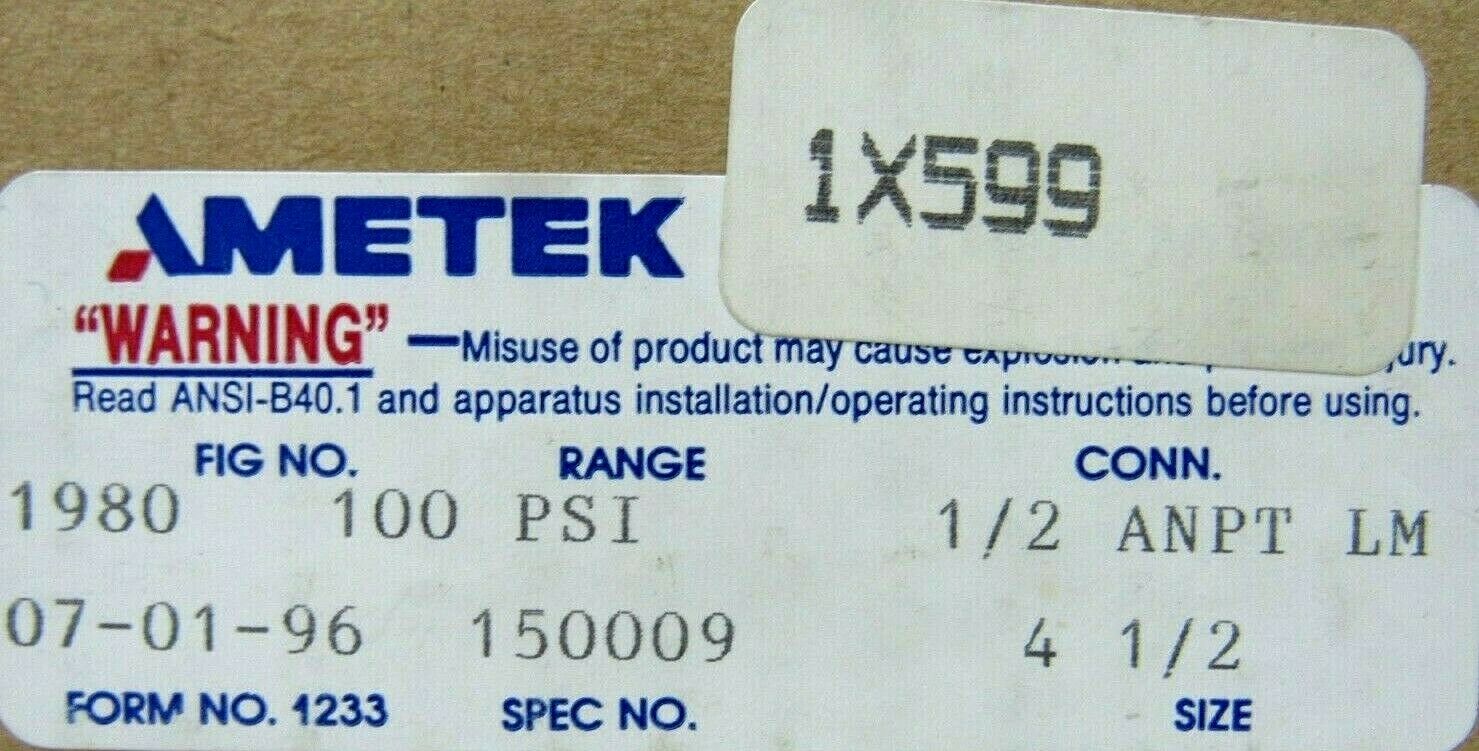 1X599
AMETEK
"WARNING" —Misuse of product may cause
Read ANSI-B40.1 and apparatus installation/operating instructions before using.
FIG NO. RANGE CONN.
1980 100 PSI 1/2 ANPT LM
07-01-96 150009 4 1/2
FORM NO. 1233 SPEC NO. SIZE